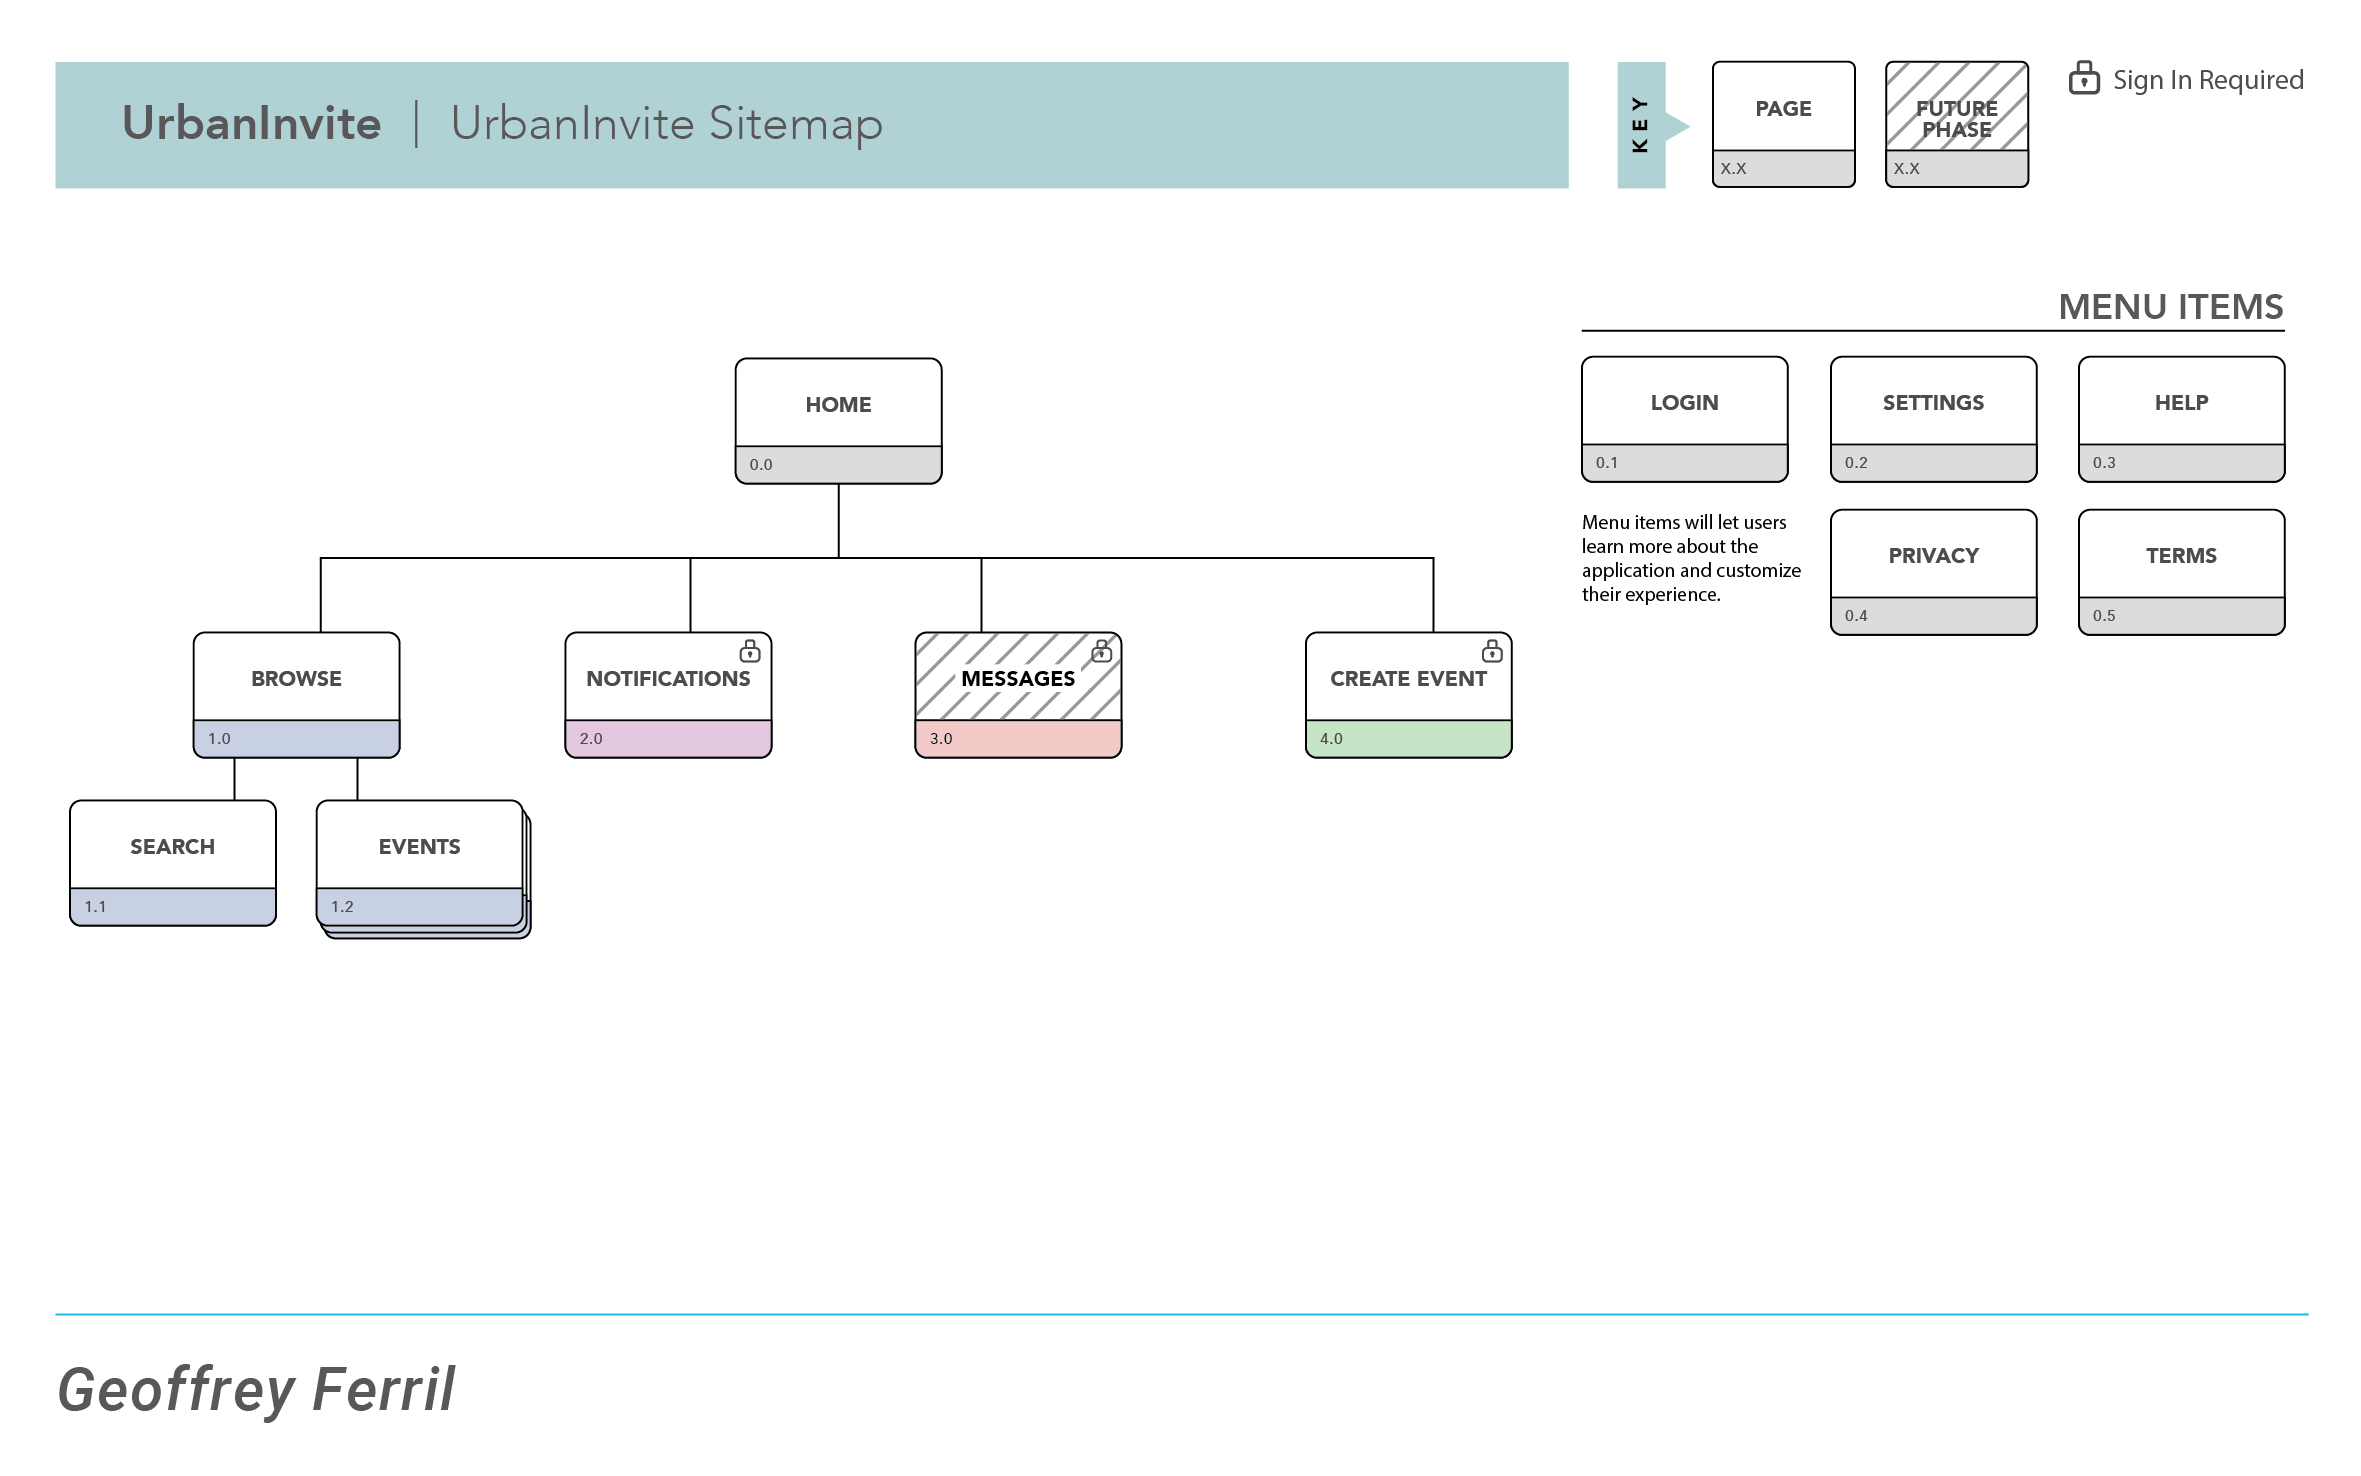 UrbanInvite | UrbanInvite Sitemap
KEY
PAGE
X.X
FUTURE
PHASE
X.X
Sign In Required
MENU ITEMS
HOME
0.0
LOGIN
0.1
SETTINGS
0.2
HELP
0.3
Menu items will let users
learn more about the
application and customize
their experience.
PRIVACY
0.4
TERMS
0.5
BROWSE
1.0
NOTIFICATIONS
2.0
MESSAGES
3.0
CREATE EVENT
4.0
SEARCH
1.1
EVENTS
1.2
Geoffrey Ferril